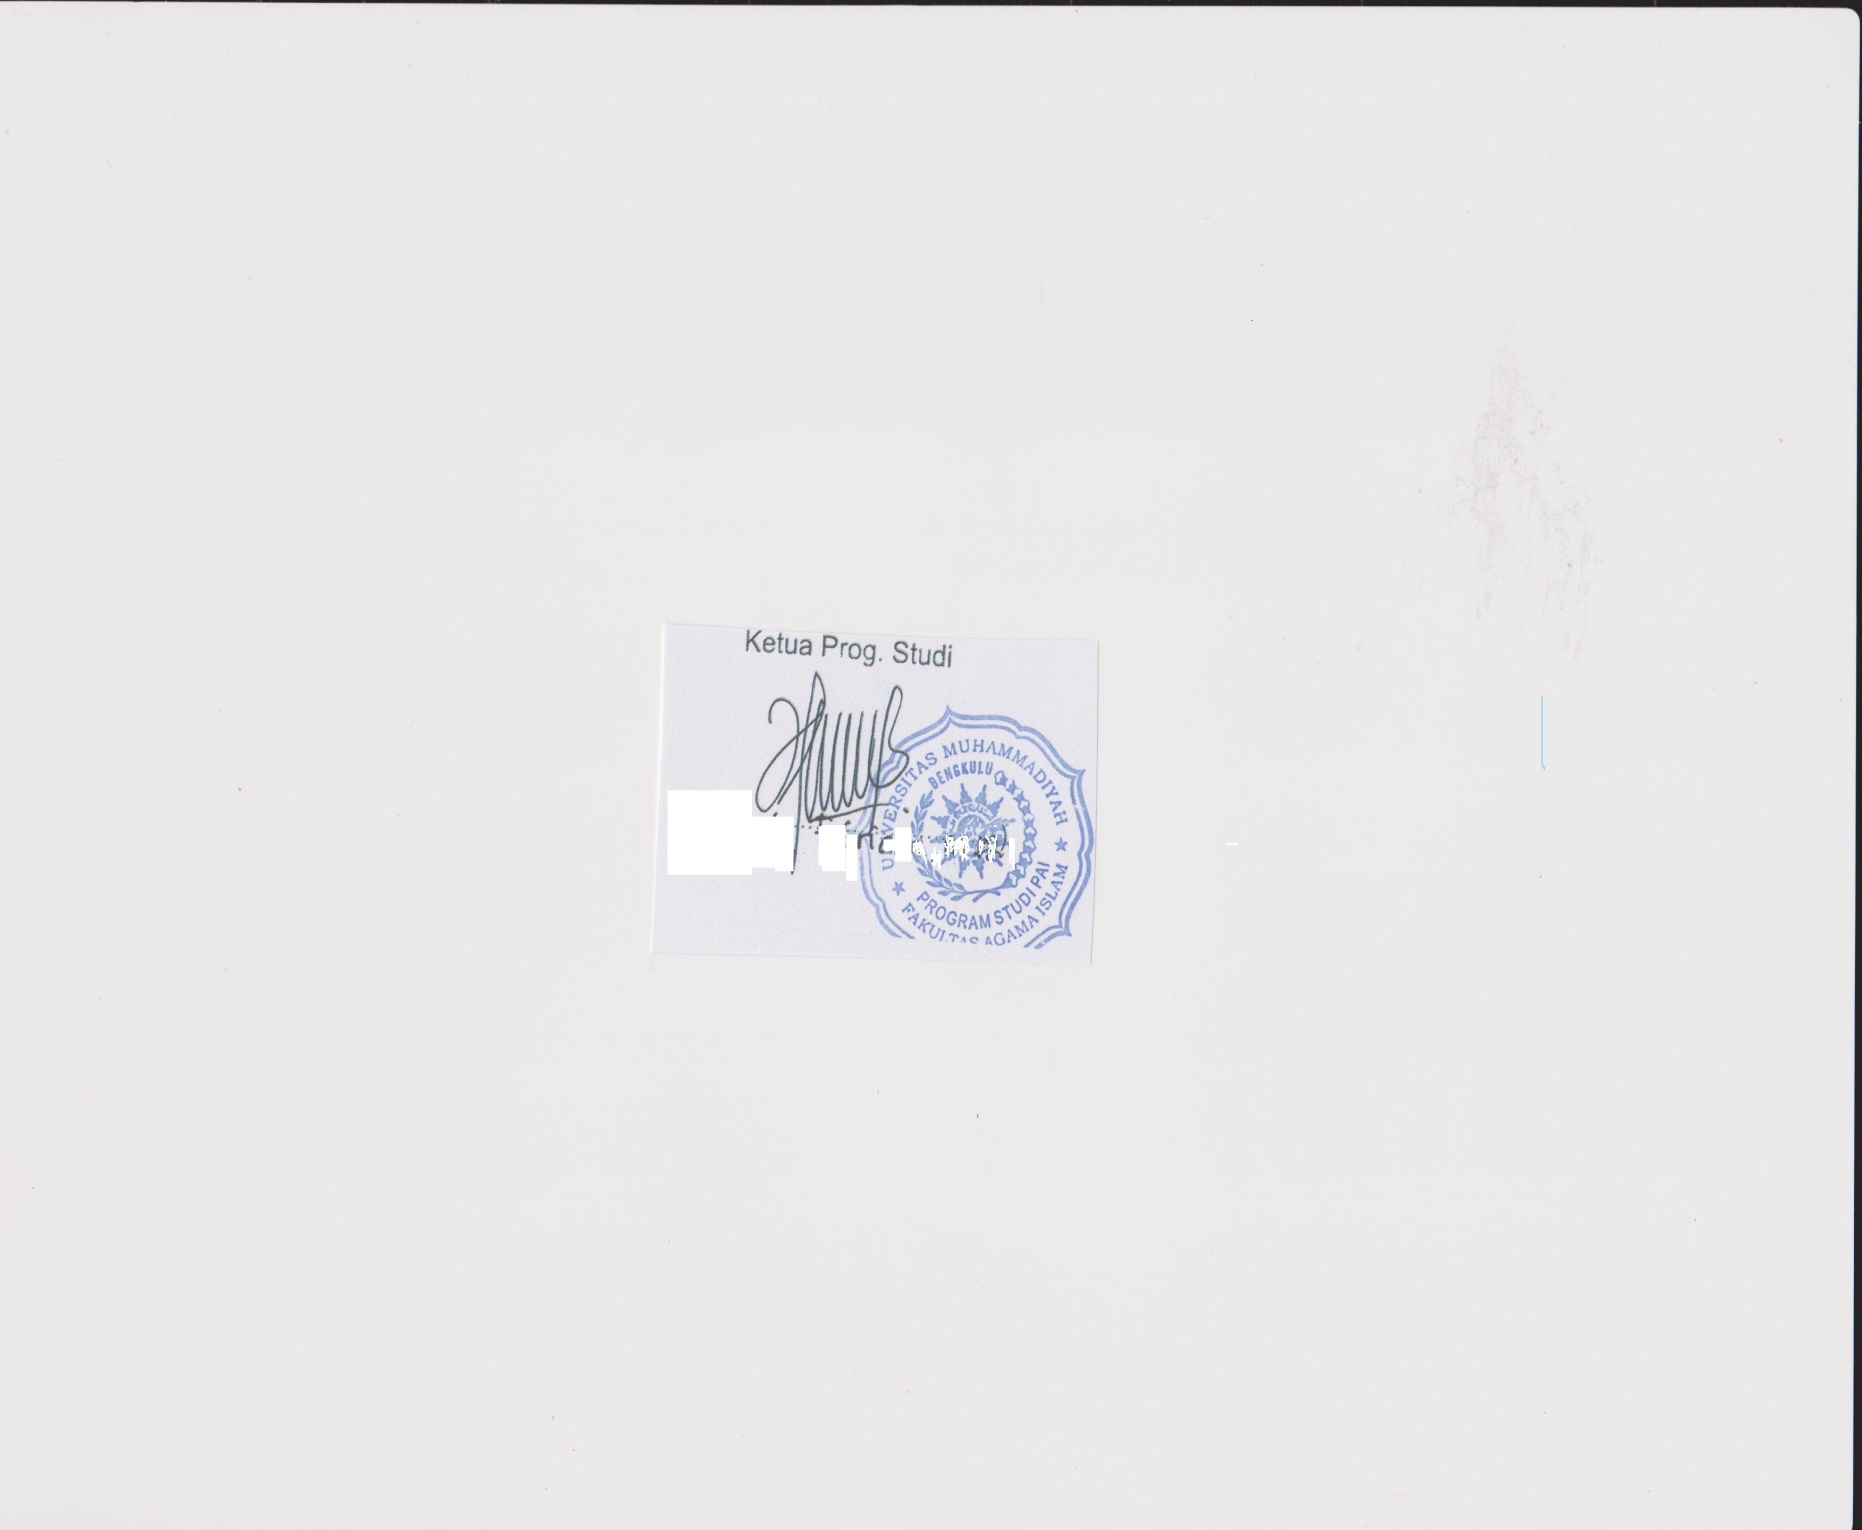 Ketua Prog. Studi
UNIVERSITAS MUHAMMADIYAH
BENGKULU
PROGRAM STUDI PAI
FAKULTAS AGAMA ISLAM